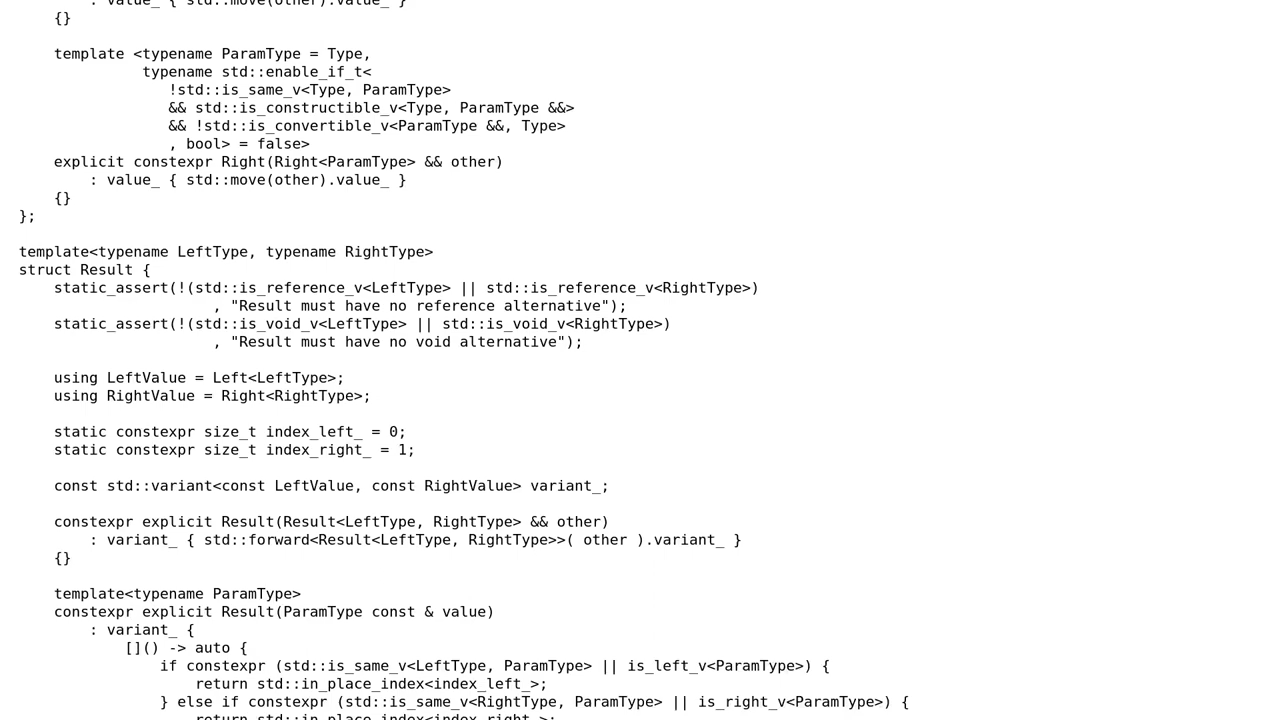 : value_ { std::move(other).value_ }
{}
template <typename ParamType = Type,
typename std::enable_if_t<
!std::is_same_v<Type, ParamType>
&& std::is_constructible_v<Type, ParamType &&>
&& !std::is_convertible_v<ParamType &&, Type>
, bool> = false>
explicit constexpr Right(Right<ParamType> && other)
: value_ { std::move(other).value_ }
{}
};
template<typename LeftType, typename RightType>
struct Result {
static_assert(!(std::is_reference_v<LeftType> || std::is_reference_v<RightType>)
, "Result must have no reference alternative");
static_assert(!(std::is_void_v<LeftType> || std::is_void_v<RightType>)
, "Result must have no void alternative");
using LeftValue = Left<LeftType>;
using RightValue = Right<RightType>;
static constexpr size_t index_left_ = 0;
static constexpr size_t index_right_ = 1;
const std::variant<const LeftValue, const RightValue> variant_;
constexpr explicit Result(Result<LeftType, RightType> && other)
: variant_ { std::forward<Result<LeftType, RightType>>( other ).variant_ }
{}
template<typename ParamType>
constexpr explicit Result(ParamType const & value)
: variant_ {
[]() -> auto {
if constexpr (std::is_same_v<LeftType, ParamType> || is_left_v<ParamType>) {
return std::in_place_index<index_left_>;
} else if constexpr (std::is_same_v<RightType, ParamType> || is_right_v<ParamType>) {
return std::in_place_index<index_right_>;